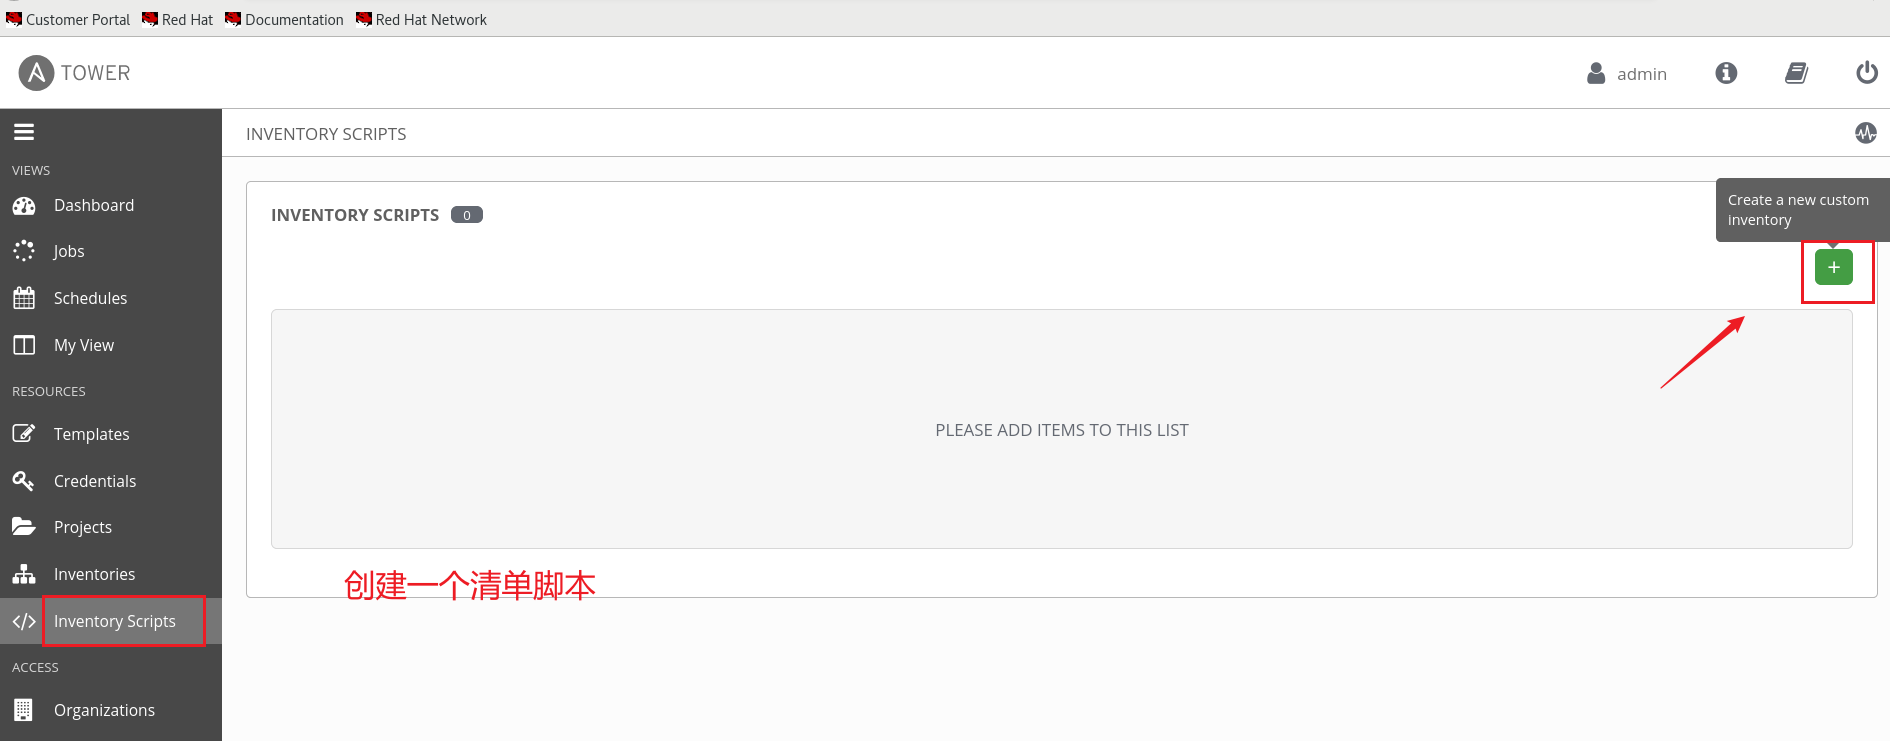 Customer Portal Red Hat Documentation Red Hat Network
TOWER
admin
INVENTORY SCRIPTS
VIEWS
Dashboard
Jobs
Schedules
My View
RESOURCES
Templates
Credentials
Projects
Inventories
Inventory Scripts
ACCESS
Organizations
INVENTORY SCRIPTS 0
Create a new custom
inventory
+
PLEASE ADD ITEMS TO THIS LIST
创建一个清单脚本